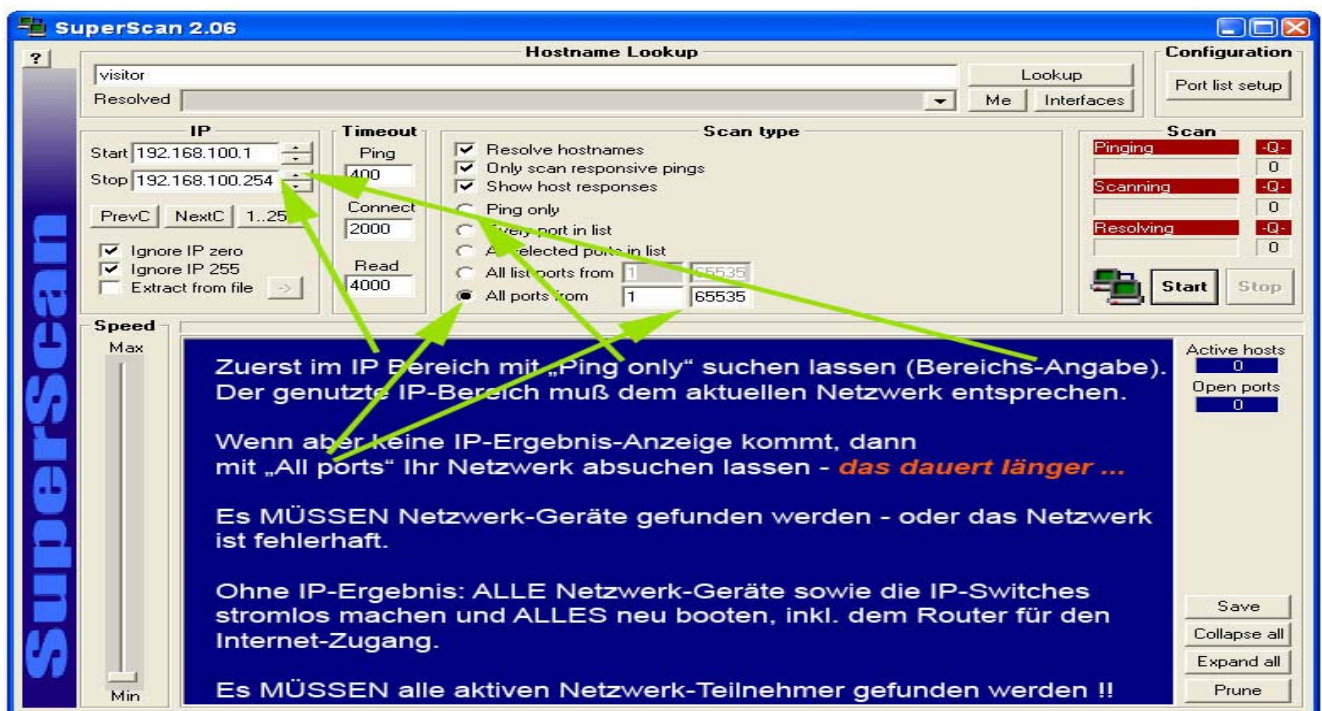 SuperScan 2.06
?
Hostname Lookup
visitor
Lookup
Resolved
Me
Interfaces
Configuration
Port list setup
IP
Start 192.168.100.1
Stop 192.168.100.254
PrevC
NextC
Ignore IP zero
Ignore IP 255
Extract from file ->
Timeout
Ping
400
Connect
2000
Read
4000
Scan type
Resolve hostnames
Only scan responsive pings
Show host responses
Ping only
Every port in list
All selected ports in list
All list ports from 1 65535
All ports from 1 65535
Scan
Pinging -Q-
0
Scanning -Q-
0
Resolving -Q-
0
Start
Stop
SuperScan
Speed
Max
Min
Zuerst im IP Bereich mit „Ping only“ suchen lassen (Bereichs-Angabe).
Der genutzte IP-Bereich muß dem aktuellen Netzwerk entsprechen.
Wenn aber keine IP-Ergebnis-Anzeige kommt, dann
mit „All ports“ Ihr Netzwerk absuchen lassen - das dauert länger ...
Es MÜSSEN Netzwerk-Geräte gefunden werden - oder das Netzwerk
ist fehlerhaft.
Ohne IP-Ergebnis: ALLE Netzwerk-Geräte sowie die IP-Switches
stromlos machen und ALLES neu booten, inkl. dem Router für den
Internet-Zugang.
Es MÜSSEN alle aktiven Netzwerk-Teilnehmer gefunden werden !!
Active hosts
0
Open ports
0
Save
Collapse all
Expand all
Prune